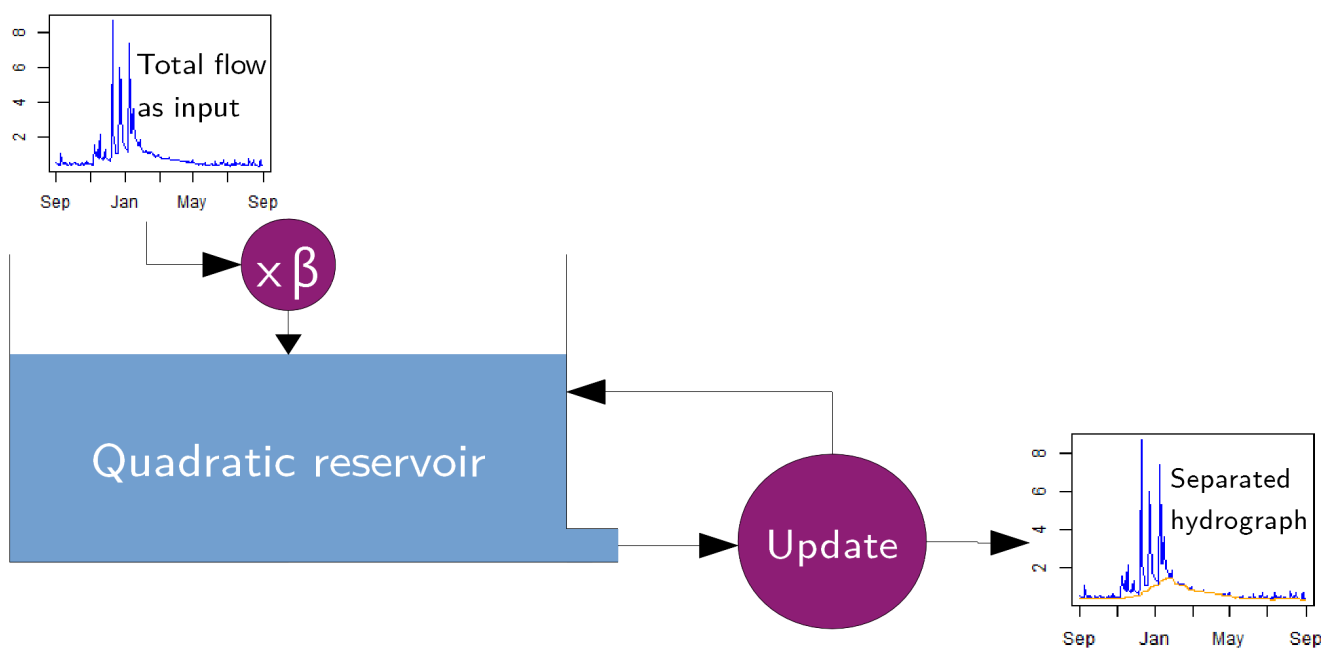 8
6
4
2
Total flow
as input
Sep Jan May Sep
x β
Quadratic reservoir
Update
8
6
4
2
Separated
hydrograph
Sep Jan May Sep